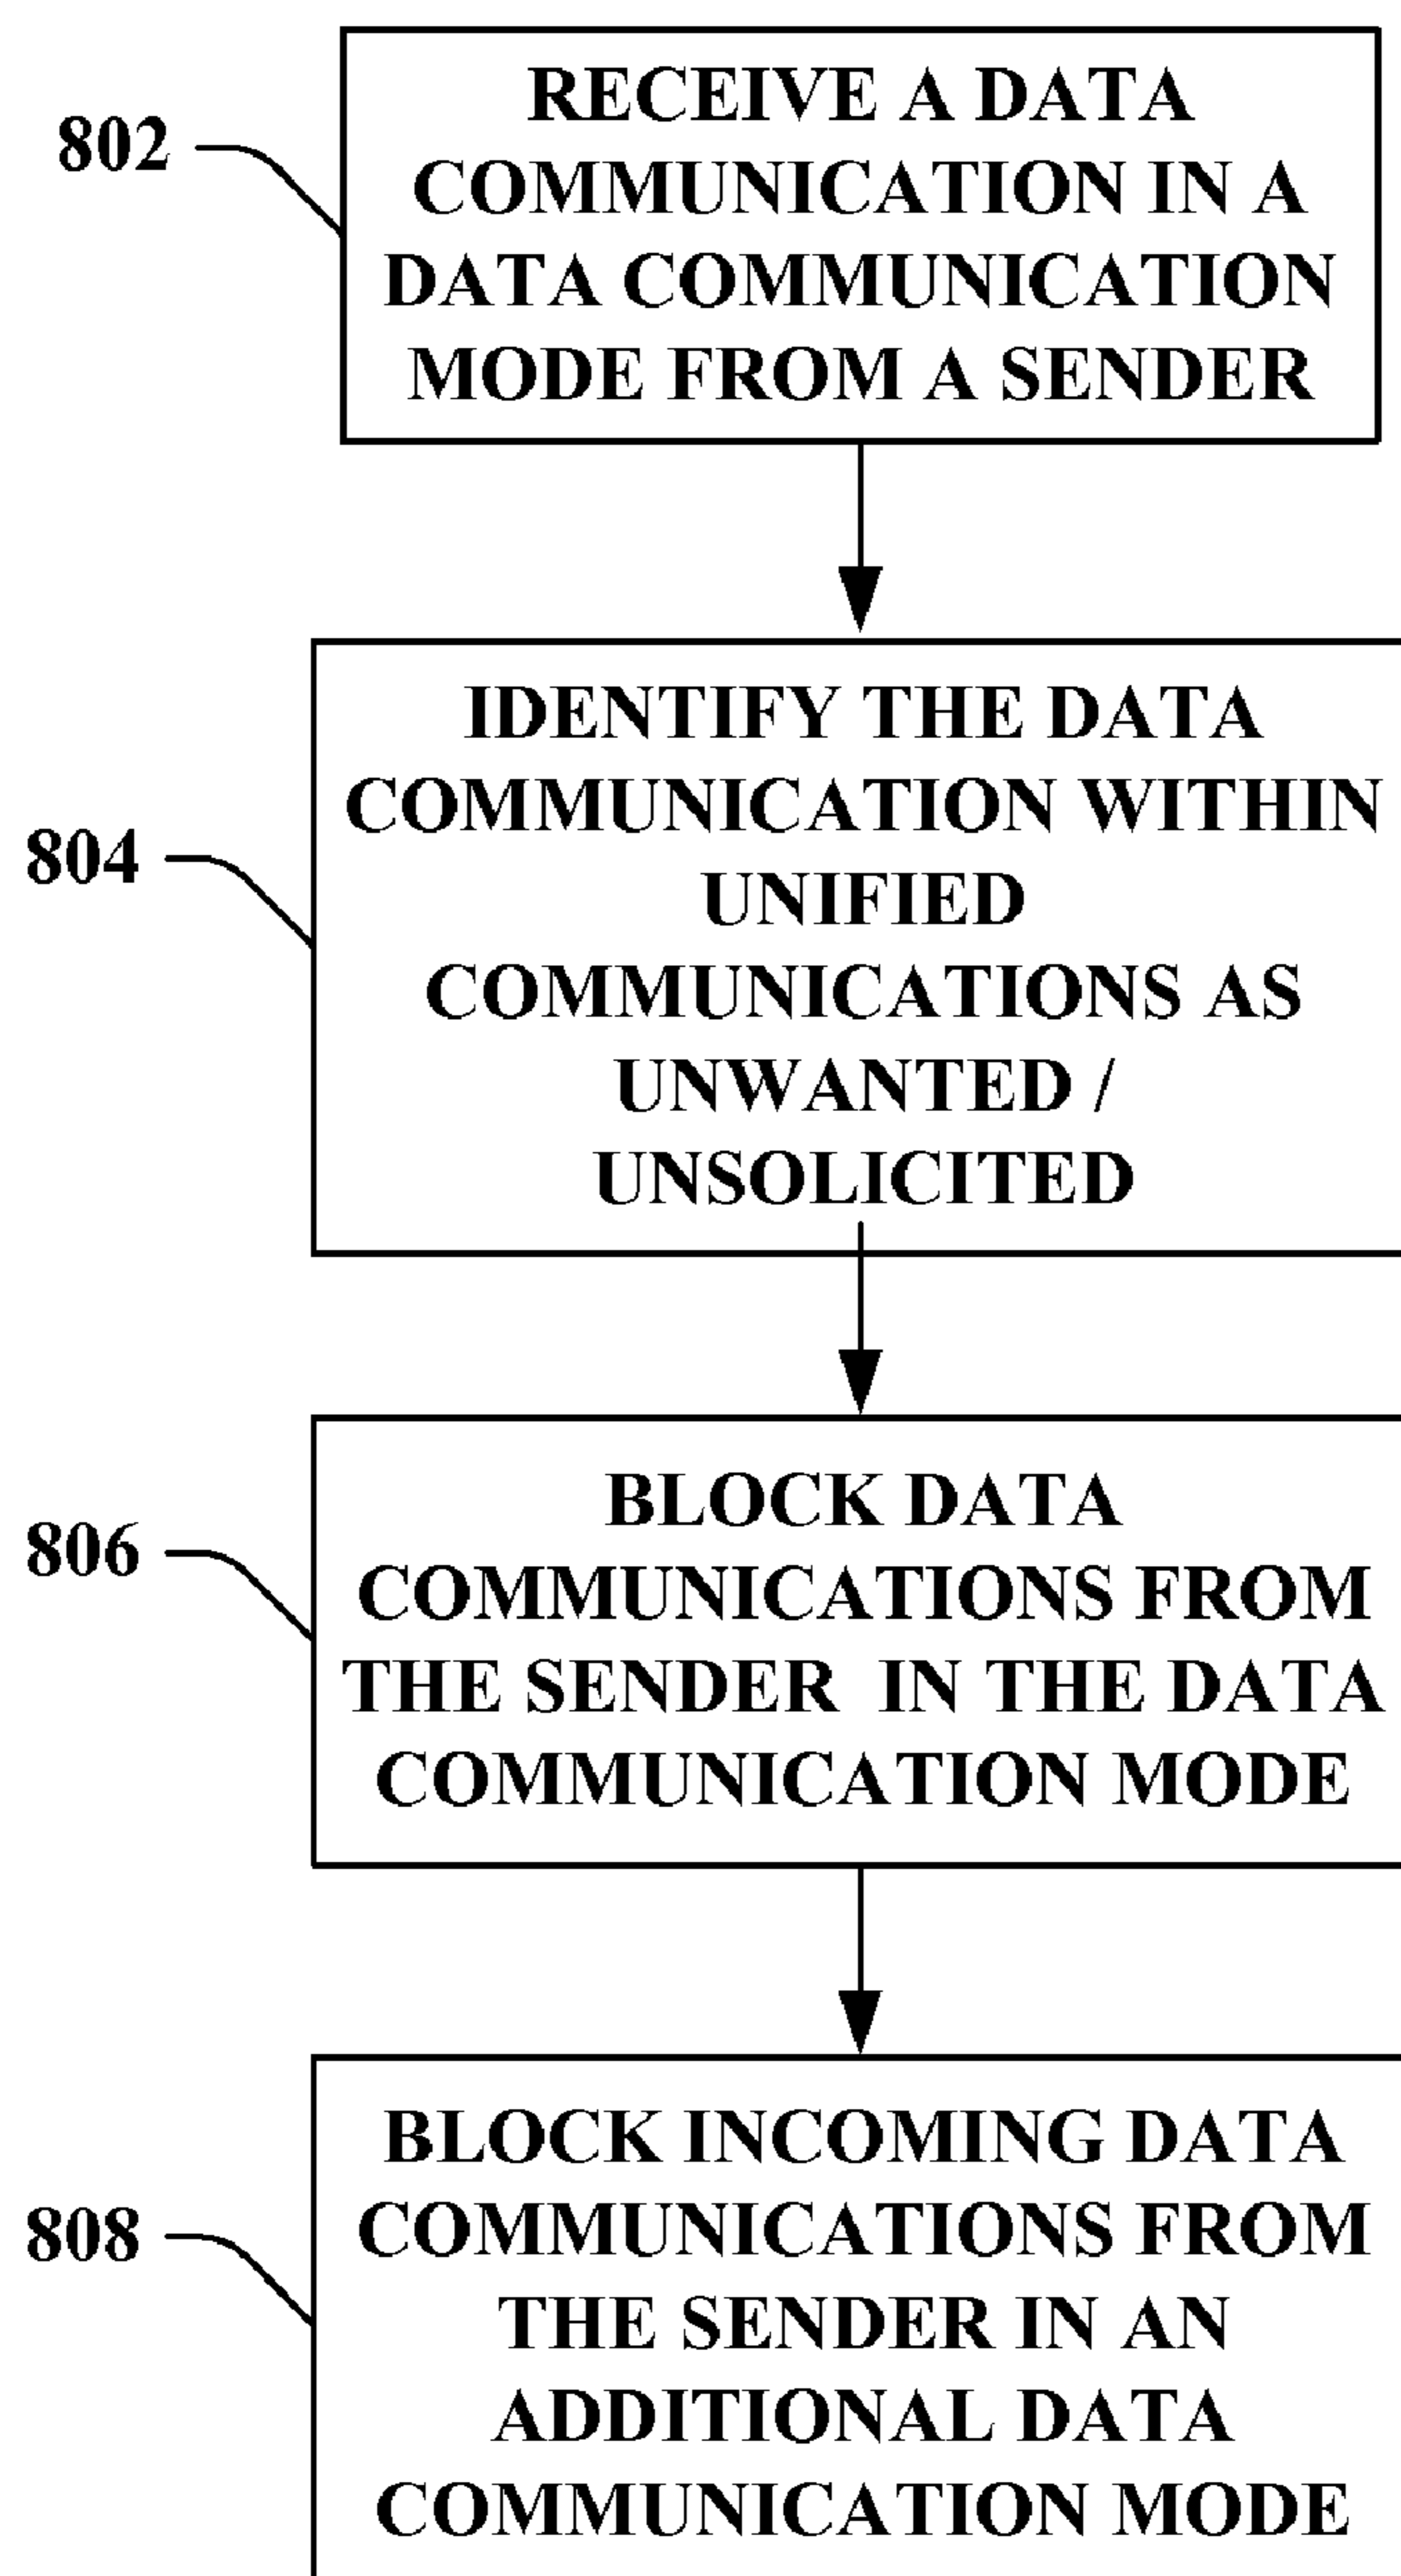 802
RECEIVE A DATA
COMMUNICATION IN A
DATA COMMUNICATION
MODE FROM A SENDER
804
IDENTIFY THE DATA
COMMUNICATION WITHIN
UNIFIED
COMMUNICATIONS AS
UNWANTED /
UNSOLICITED
806
BLOCK DATA
COMMUNICATIONS FROM
THE SENDER IN THE DATA
COMMUNICATION MODE
808
BLOCK INCOMING DATA
COMMUNICATIONS FROM
THE SENDER IN AN
ADDITIONAL DATA
COMMUNICATION MODE